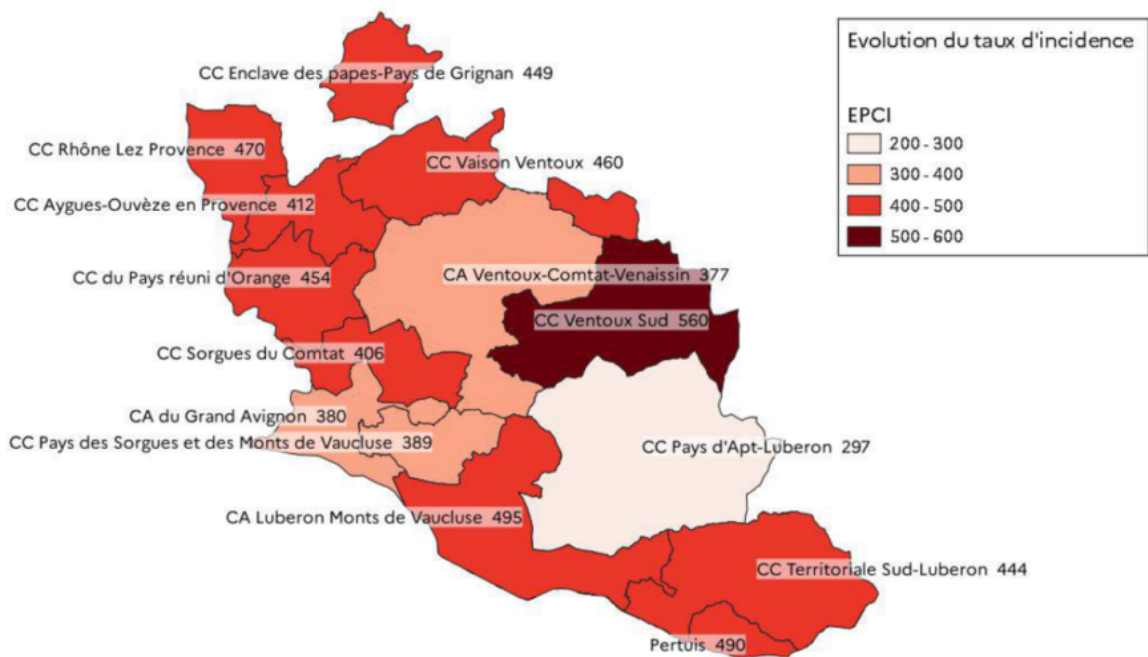 Evolution du taux d'incidence
EPCI
200 - 300
300 - 400
400 - 500
500 - 600
CC Enclave des papes-Pays de Grignan 449
CC Rhône Lez Provence 470
CC Vaison Ventoux 460
CC Aygues-Ouvèze en Provence 412
CC du Pays réuni d'Orange 454
CA Ventoux-Comtat-Venaissin 377
CC Ventoux Sud 560
CC Sorgues du Comtat 406
CA du Grand Avignon 380
CC Pays des Sorgues et des Monts de Vaucluse 389
CC Pays d'Apt-Luberon 297
CA Luberon Monts de Vaucluse 495
CC Territoriale Sud-Luberon 444
Pertuis 490